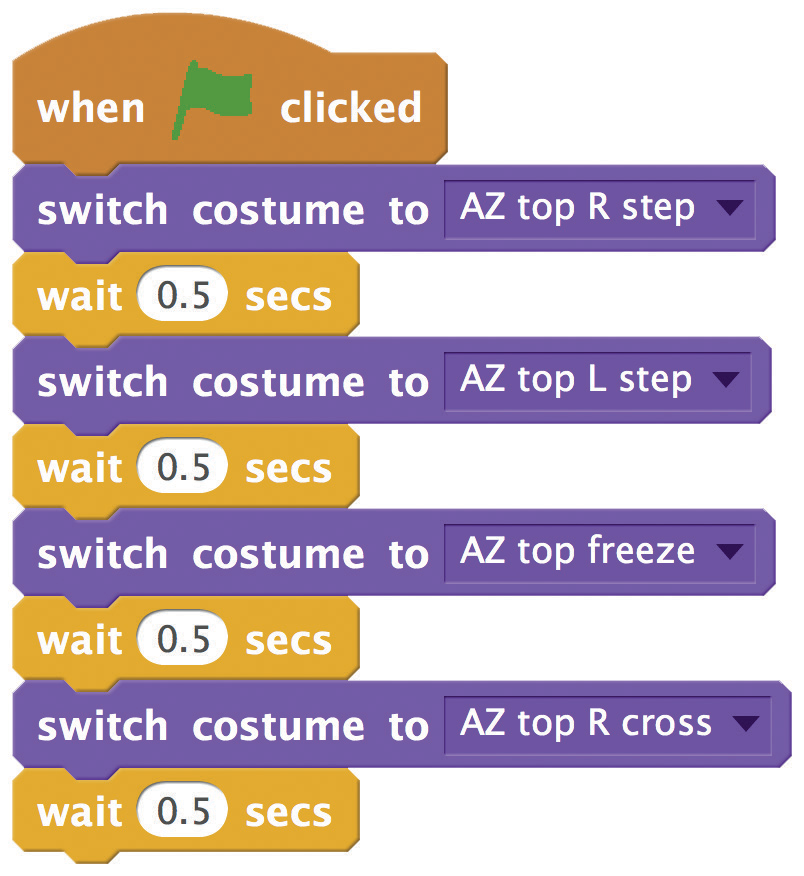 when clicked
switch costume to AZ top R step
wait 0.5 secs
switch costume to AZ top L step
wait 0.5 secs
switch costume to AZ top freeze
wait 0.5 secs
switch costume to AZ top R cross
wait 0.5 secs